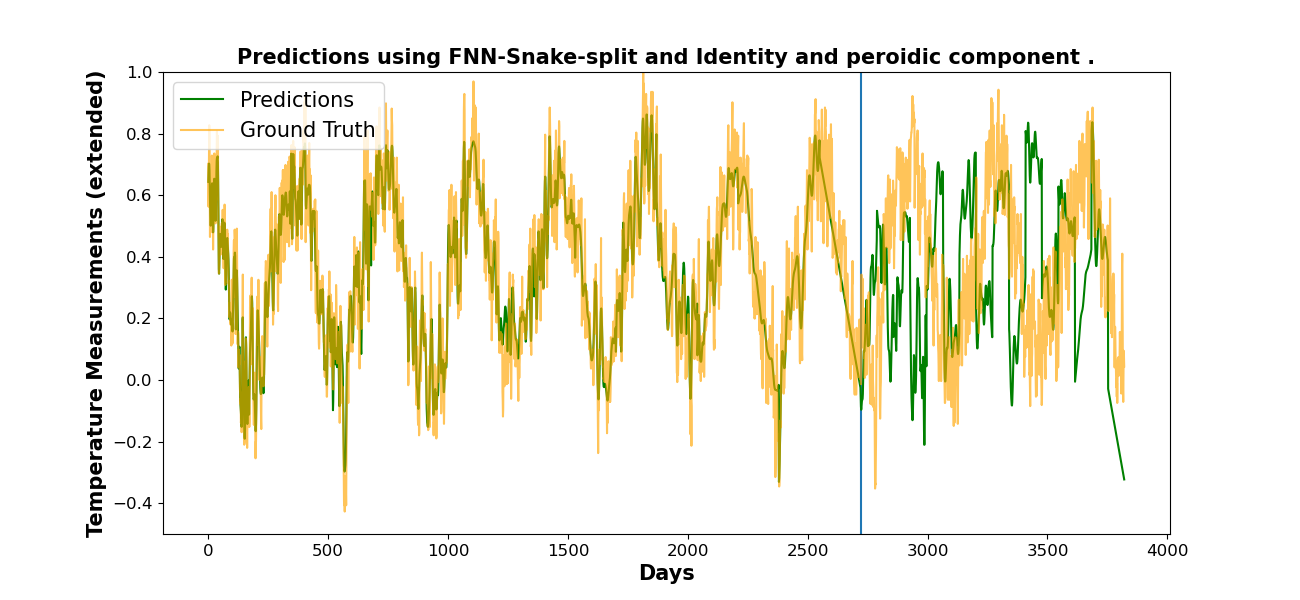 Predictions using FNN-Snake-split and Identity and peroidic component .
Temperature Measurements (extended)
1.0
0.8
0.6
0.4
0.2
0.0
−0.2
−0.4
Predictions
Ground Truth
0 500 1000 1500 2000 2500 3000 3500 4000
Days